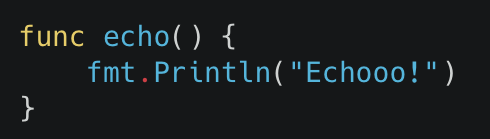 func echo() {
    fmt.Println("Echooo!")
}